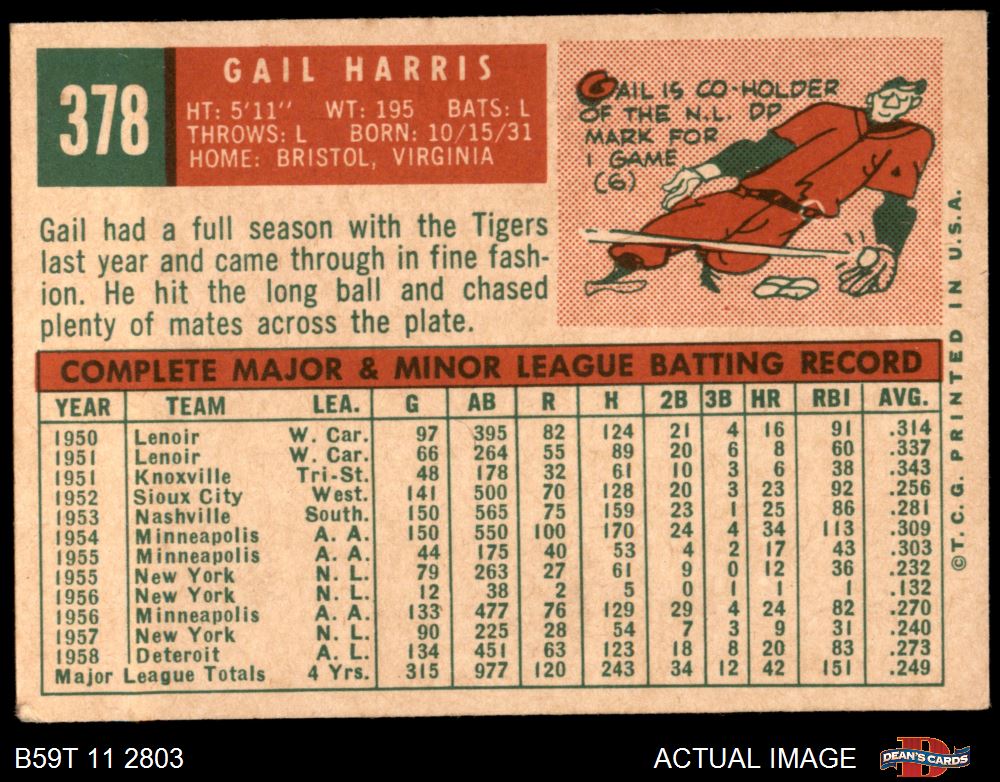 378
GAIL HARRIS
HT: 5'11" WT: 195 BATS: L
THROWS: L BORN: 10/15/31
HOME: BRISTOL, VIRGINIA
GAIL IS CO-HOLDER
OF THE N.L. DP
MARK FOR
1 GAME
(6)
Gail had a full season with the Tigers
last year and came through in fine fash-
ion. He hit the long ball and chased
plenty of mates across the plate.
COMPLETE MAJOR & MINOR LEAGUE BATTING RECORD
YEAR TEAM LEA. G AB R H 2B 3B HR RBI AVG.
1950 Lenoir W. Car. 97 395 82 124 21 4 16 91 .314
1951 Lenoir W. Car. 66 264 55 89 20 6 8 60 .337
1951 Knoxville Tri-St. 48 178 32 61 10 3 6 38 .343
1952 Sioux City West. 141 500 70 128 20 3 23 92 .256
1953 Nashville South. 150 565 75 159 23 1 25 86 .281
1954 Minneapolis A. A. 150 550 100 170 24 4 34 113 .309
1955 Minneapolis A. A. 44 175 40 53 4 2 17 43 .303
1955 New York N. L. 79 263 27 61 9 0 12 36 .232
1956 New York N. L. 12 38 2 5 0 1 1 1 .132
1956 Minneapolis A. A. 133 477 76 129 29 4 24 82 .270
1957 New York N. L. 90 225 28 54 7 3 9 31 .240
1958 Deteroit A. L. 134 451 63 123 18 8 20 83 .273
Major League Totals 4 Yrs. 315 977 120 243 34 12 42 151 .249
©T. C. G. PRINTED IN U.S.A.
B59T 11 2803
ACTUAL IMAGE
DEAN'S CARDS